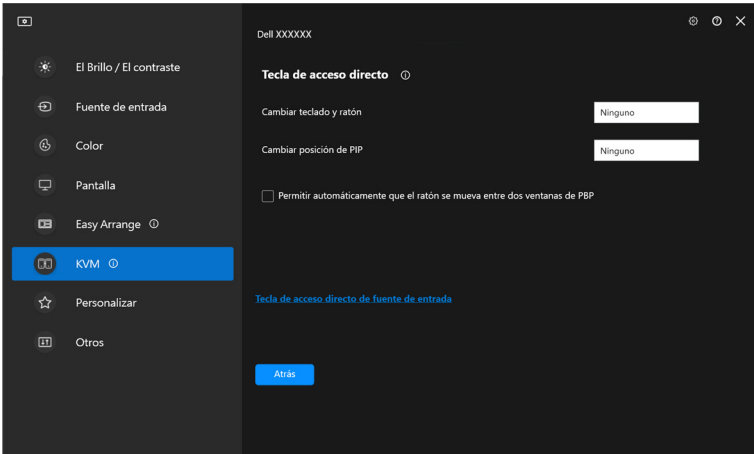 Dell XXXXXX
El Brillo / El contraste
Fuente de entrada
Color
Pantalla
Easy Arrange
KVM
Personalizar
Otros
Tecla de acceso directo
Cambiar teclado y ratón
Ninguno
Cambiar posición de PIP
Ninguno
Permitir automáticamente que el ratón se mueva entre dos ventanas de PBP
Tecla de acceso directo de fuente de entrada
Atrás